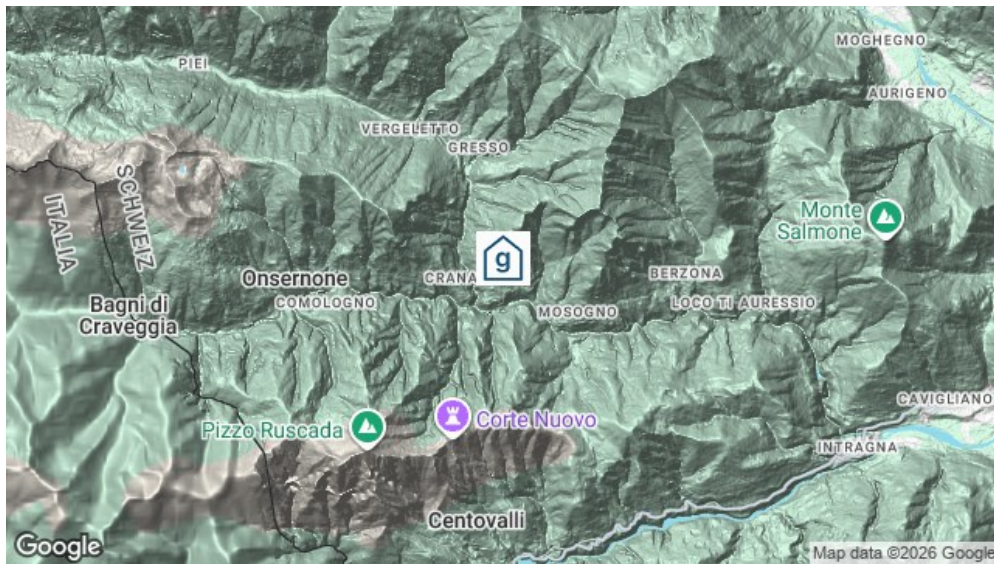 MOGHEGNO
PIEI
AURIGENO
VERGELETTO
GRESSO
SCHWEIZ
ITALIA
Monte
Salmone
g
Onsernone
CRANA
BERZONA
COMOLOGNO
LOCO TI AURESSIO
Bagni di
Craveggia
MOSOGNO
CAVIGLIANO
Pizzo Ruscada
Corte Nuovo
INTRAGNA
Centovalli
Google
Map data ©2026 Google